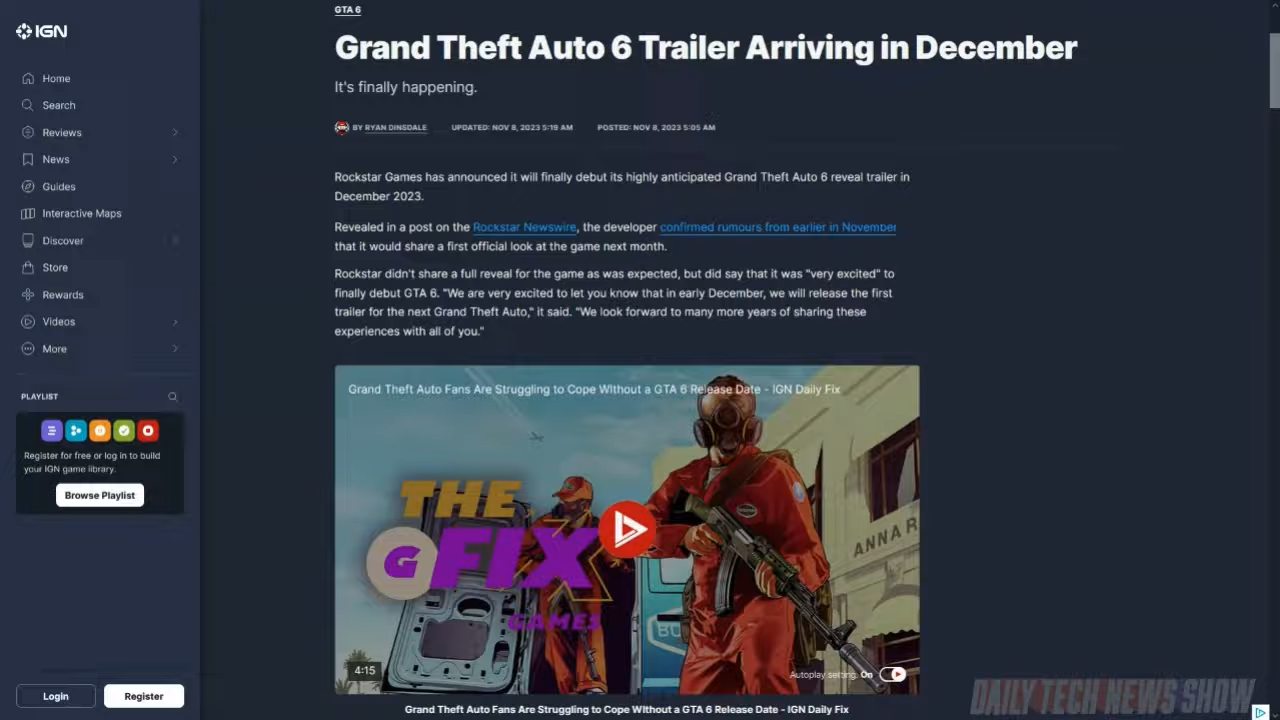 IGN
Home
Search
Reviews
News
Guides
Interactive Maps
Discover
Store
Rewards
Videos
More
PLAYLIST
Register for free or log in to build
your IGN game library.
Browse Playlist
Login
Register
GTA 6
Grand Theft Auto 6 Trailer Arriving in December
It's finally happening.
BY RYAN DINSDALE UPDATED: NOV 8, 2023 5:19 AM POSTED: NOV 8, 2023 5:05 AM
Rockstar Games has announced it will finally debut its highly anticipated Grand Theft Auto 6 reveal trailer in
December 2023.
Revealed in a post on the Rockstar Newswire, the developer confirmed rumours from earlier in November
that it would share a first official look at the game next month.
Rockstar didn't share a full reveal for the game as was expected, but did say that it was "very excited" to
finally debut GTA 6. "We are very excited to let you know that in early December, we will release the first
trailer for the next Grand Theft Auto," it said. "We look forward to many more years of sharing these
experiences with all of you."
Grand Theft Auto Fans Are Struggling to Cope WIthout a GTA 6 Release Date - IGN Daily Fix
THE
G FIX
GAMES
ANNA R
4:15
Autoplay setting: On
Grand Theft Auto Fans Are Struggling to Cope WIthout a GTA 6 Release Date - IGN Daily Fix
DAILY TECH NEWS SHOW